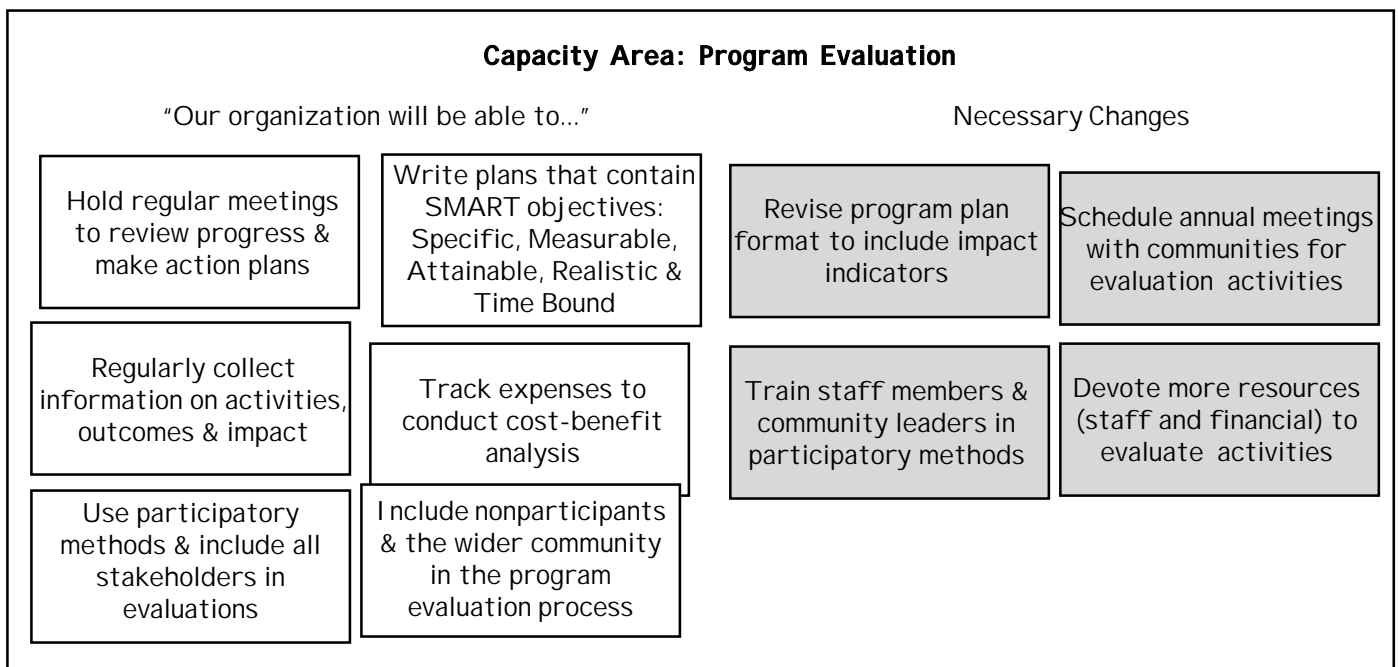 Capacity Area: Program Evaluation
"Our organization will be able to..."
Hold regular meetings
to review progress &
make action plans
Write plans that contain
SMART objectives:
Specific, Measurable,
Attainable, Realistic &
Time Bound
Regularly collect
information on activities,
outcomes & impact
Track expenses to
conduct cost-benefit
analysis
Use participatory
methods & include all
stakeholders in
evaluations
Include nonparticipants
& the wider community
in the program
evaluation process
Necessary Changes
Revise program plan
format to include impact
indicators
Schedule annual meetings
with communities for
evaluation activities
Train staff members &
community leaders in
participatory methods
Devote more resources
(staff and financial) to
evaluate activities